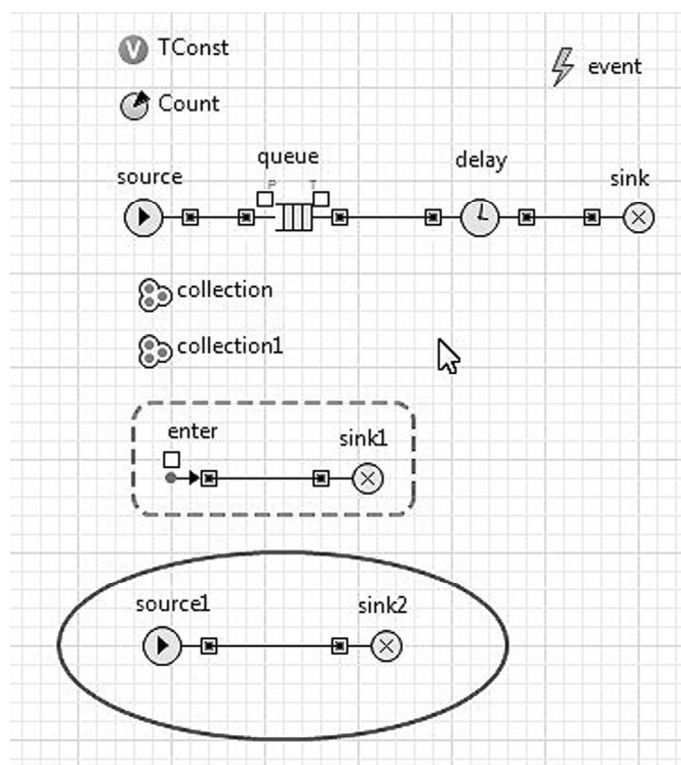 V TConst
event
Count
queue
source
delay
sink
P T
collection
collection1
enter
sink1
source1
sink2